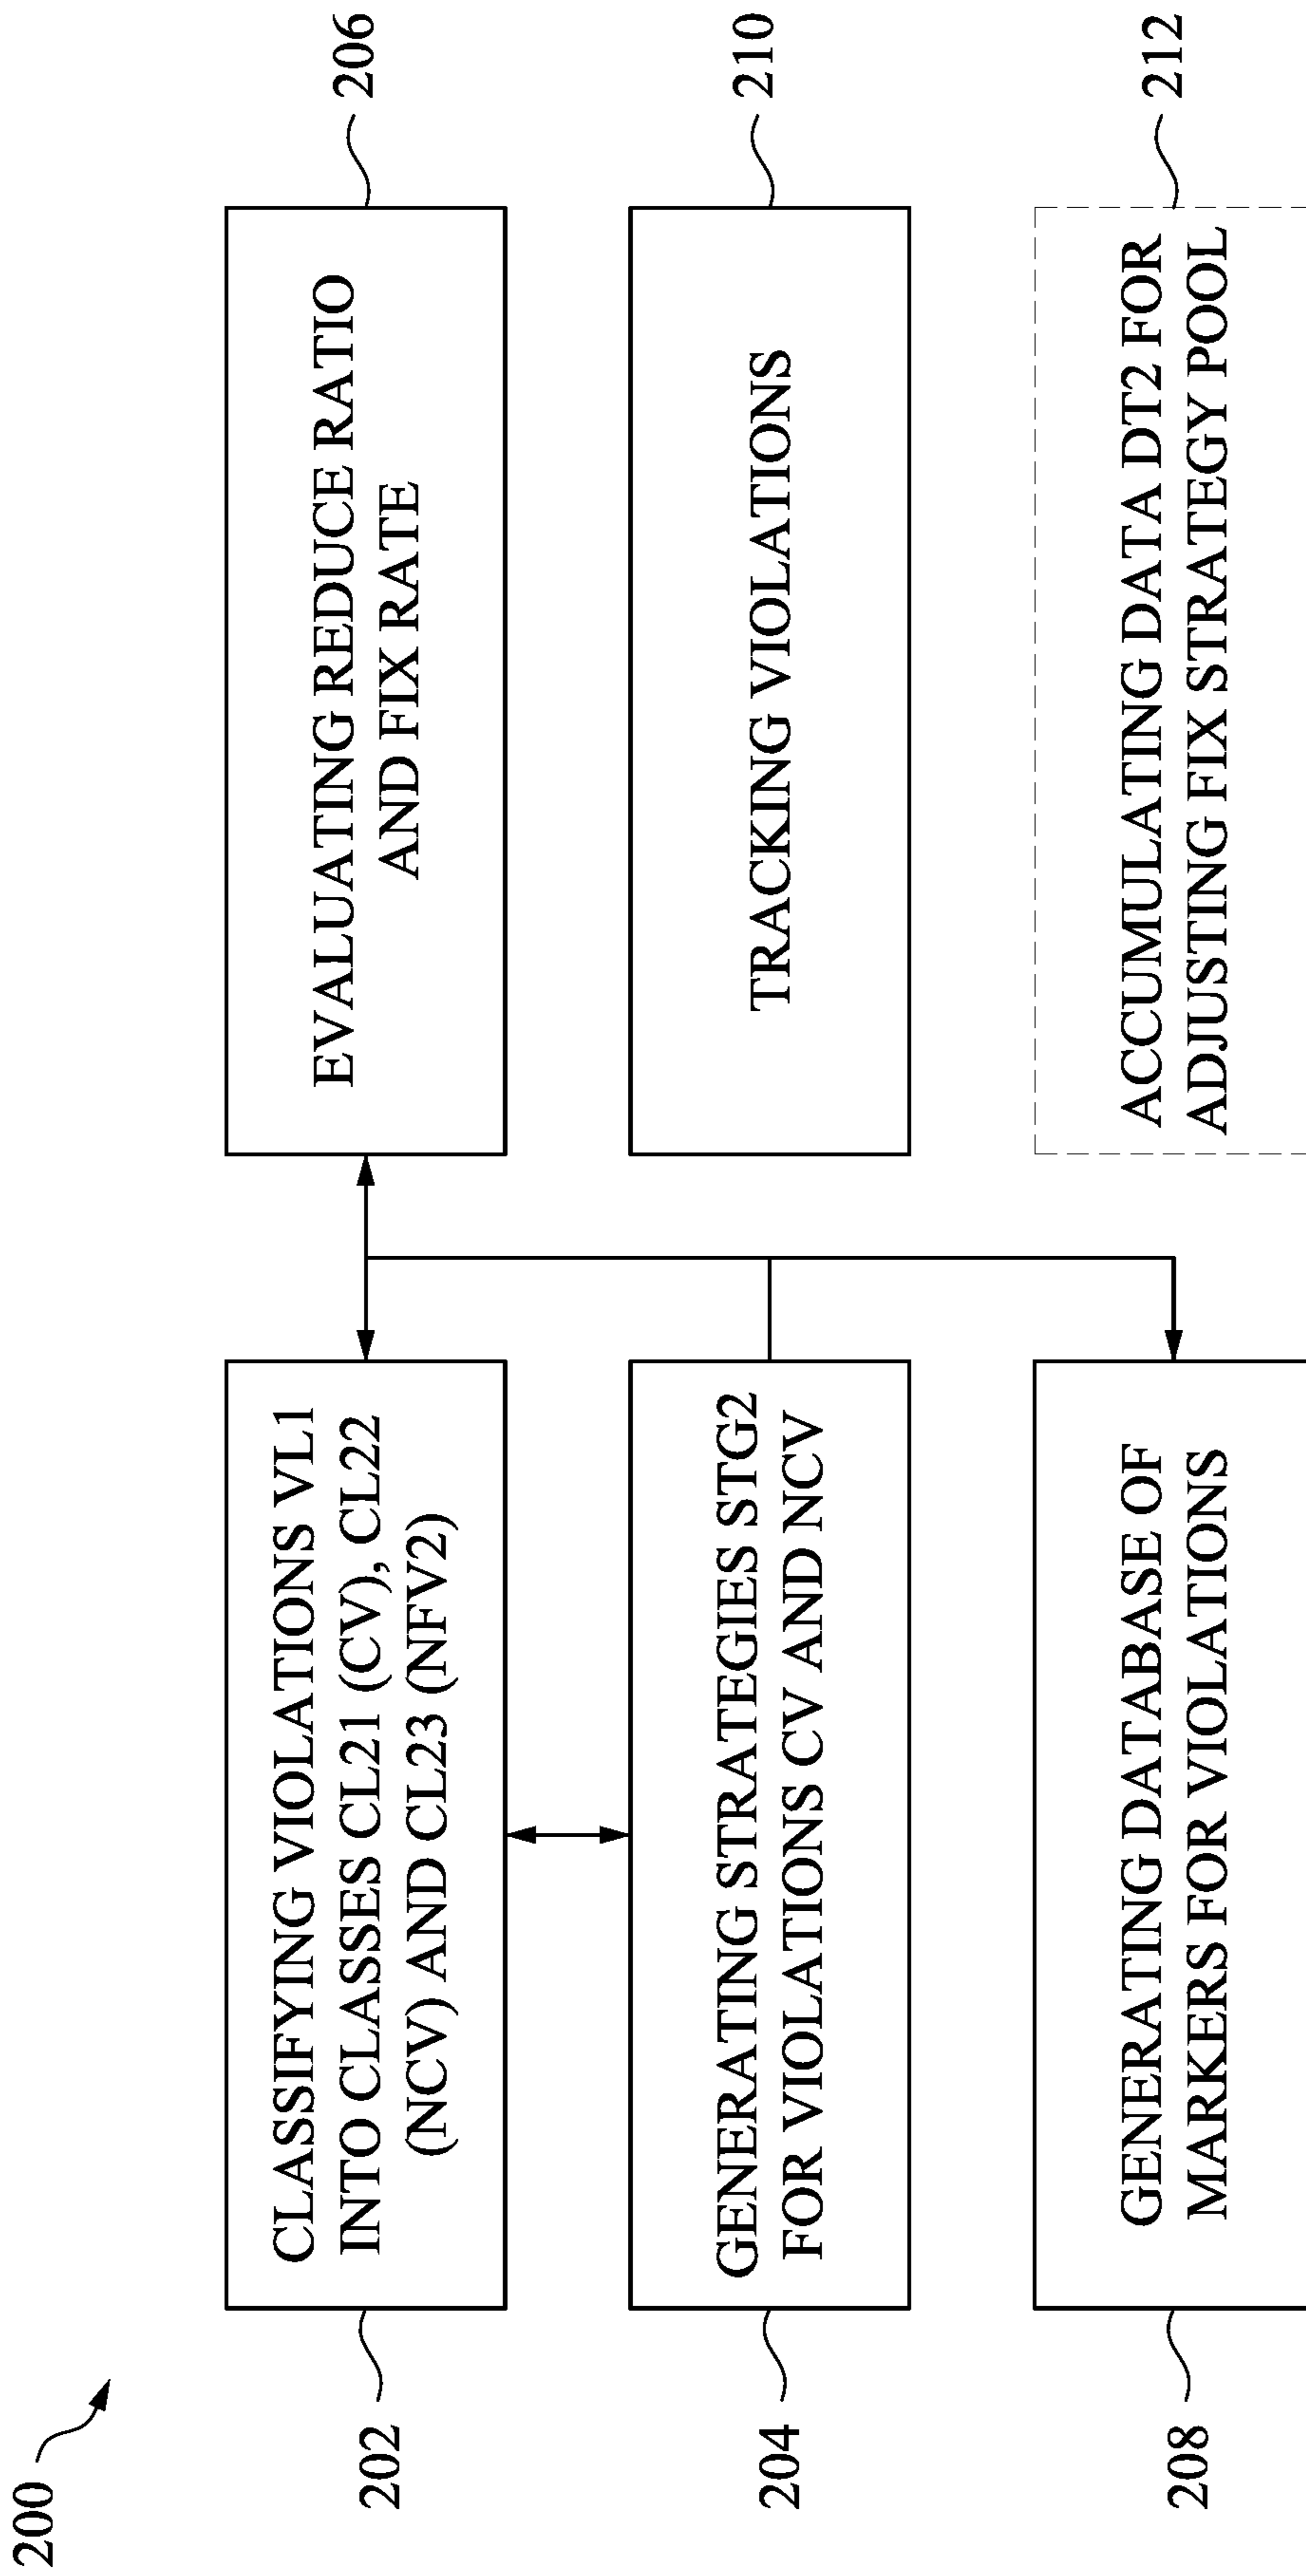 200
202
CLASSIFYING VIOLATIONS VL1
INTO CLASSES CL21 (CV), CL22
(NCV) AND CL23 (NFV2)
EVALUATING REDUCE RATIO
AND FIX RATE
206
204
GENERATING STRATEGIES STG2
FOR VIOLATIONS CV AND NCV
TRACKING VIOLATIONS
210
208
GENERATING DATABASE OF
MARKERS FOR VIOLATIONS
ACCUMULATING DATA DT2 FOR
ADJUSTING FIX STRATEGY POOL
212